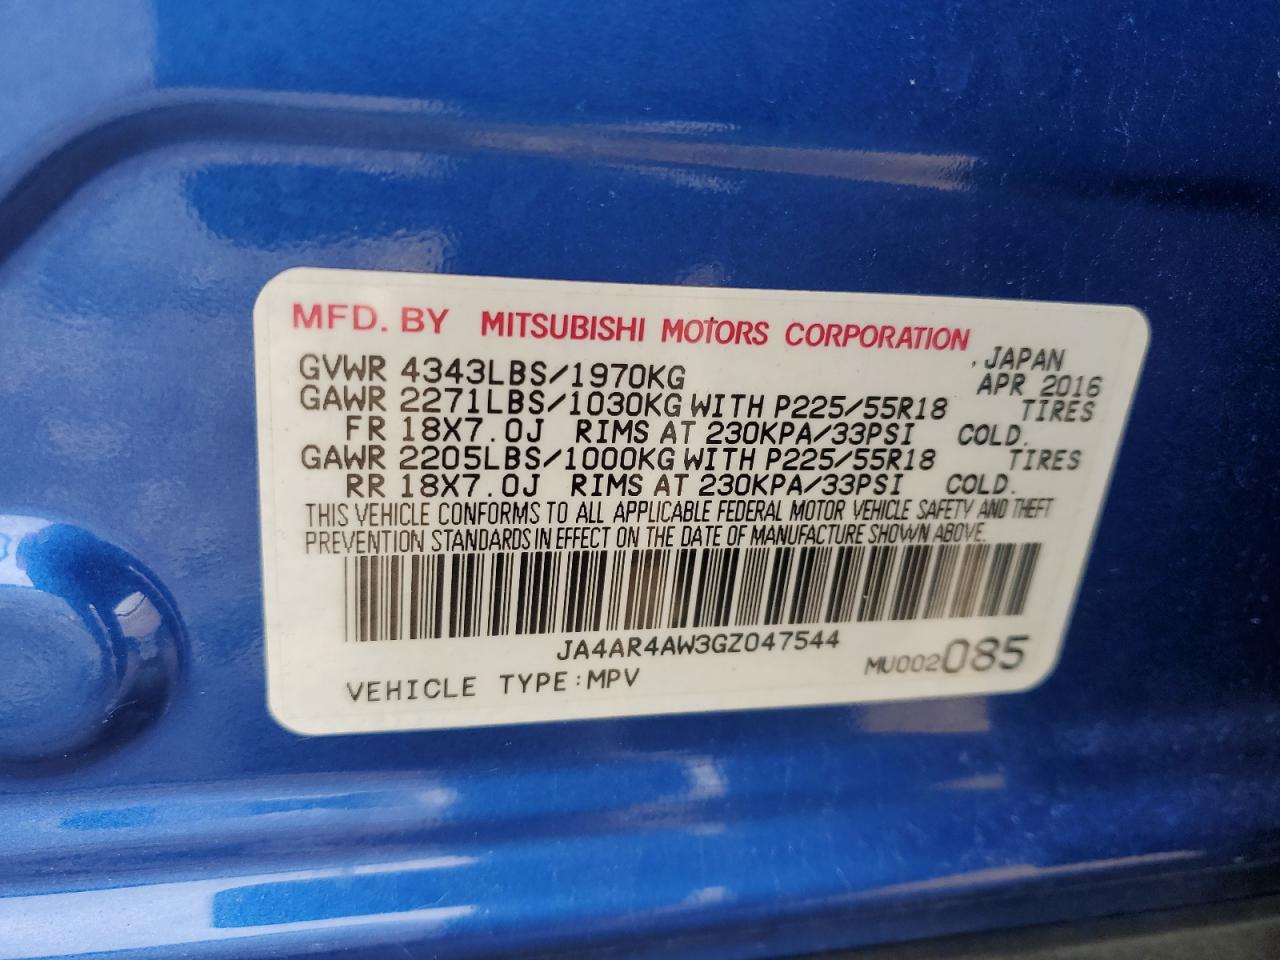 MFD. BY MITSUBISHI MOTORS CORPORATION
GVWR 4343LBS/1970KG , JAPAN APR 2016
GAWR 2271LBS/1030KG WITH P225/55R18 TIRES
FR 18X7.0J RIMS AT 230KPA/33PSI COLD.
GAWR 2205LBS/1000KG WITH P225/55R18 TIRES
RR 18X7.0J RIMS AT 230KPA/33PSI COLD.
THIS VEHICLE CONFORMS TO ALL APPLICABLE FEDERAL MOTOR VEHICLE SAFETY AND THEFT
PREVENTION STANDARDS IN EFFECT ON THE DATE OF MANUFACTURE SHOWN ABOVE.
JA4AR4AW3GZ047544
VEHICLE TYPE:MPV MU002085